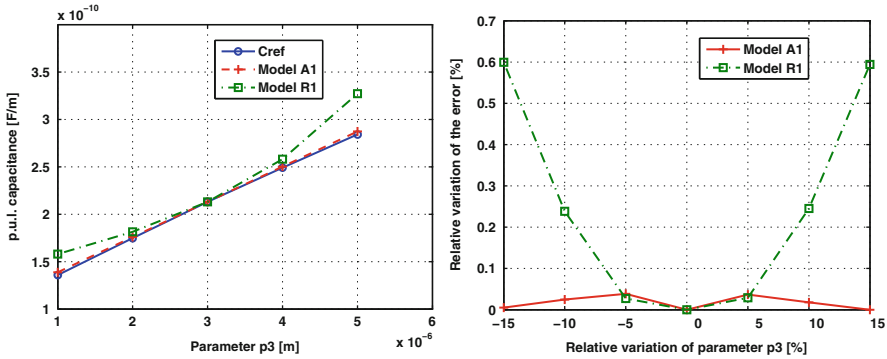 x 10⁻¹⁰
p.u.l. capacitance [F/m]
3.5
3
2.5
2
1.5
1
1 2 3 4 5 6
Parameter p3 [m]
x 10⁻⁶
Cref
Model A1
Model R1
Relative variation of the error [%]
0.7
0.6
0.5
0.4
0.3
0.2
0.1
0
-15 -10 -5 0 5 10 15
Relative variation of parameter p3 [%]
Model A1
Model R1